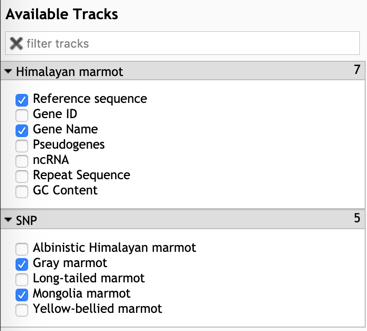 Available Tracks
filter tracks
Himalayan marmot 7
Reference sequence
Gene ID
Gene Name
Pseudogenes
ncRNA
Repeat Sequence
GC Content
SNP 5
Albinistic Himalayan marmot
Gray marmot
Long-tailed marmot
Mongolia marmot
Yellow-bellied marmot